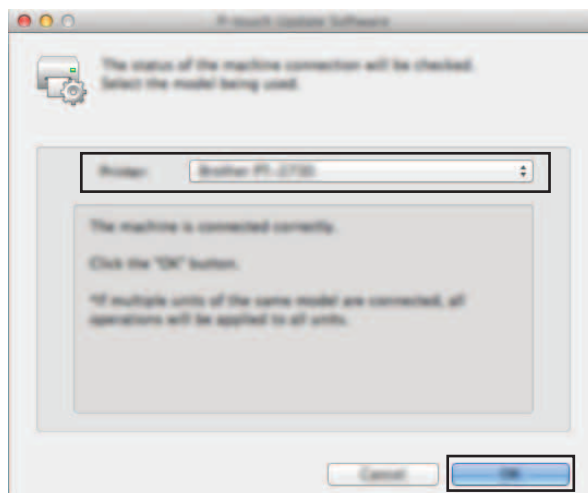 P-touch Update Software
The status of the machine connection will be checked.
Select the model being used.
Printer: Brother PT-2730
The machine is connected correctly.
Click the "OK" button.
*If multiple units of the same model are connected, all
operations will be applied to all units.
Cancel OK